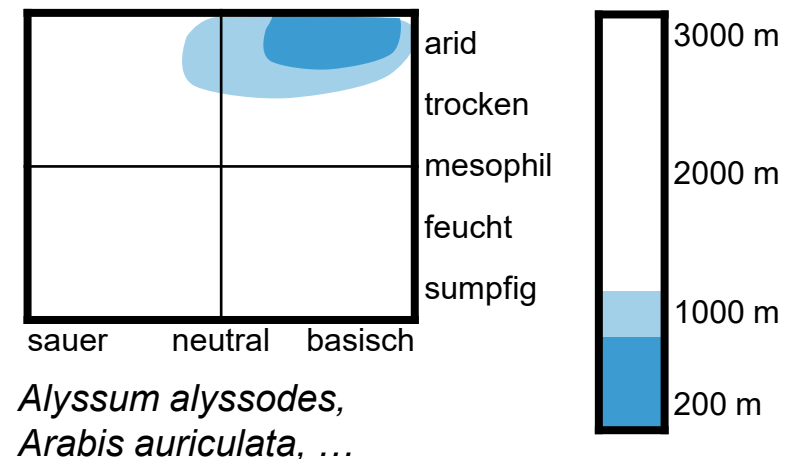 arid
trocken
mesophil
feucht
sumpfig
sauer neutral basisch
3000 m
2000 m
1000 m
200 m
Alyssum alyssodes,
Arabis auriculata, …